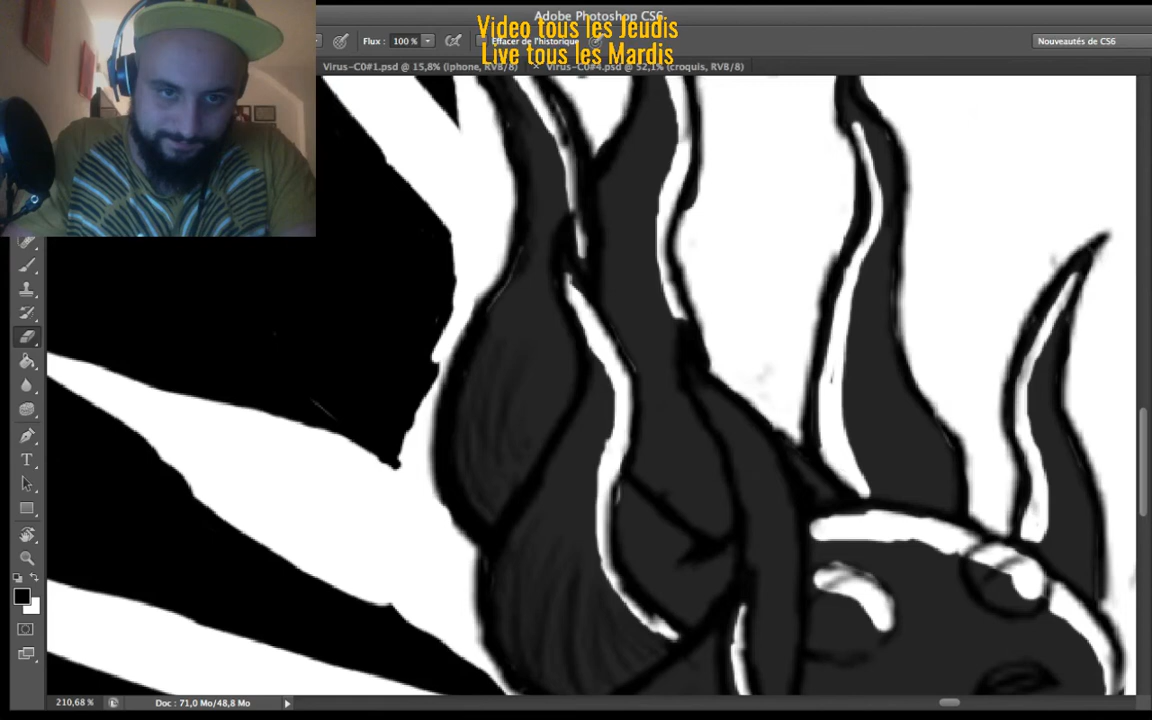 Adobe Photoshop CS6
Video tous les Jeudis
Live tous les Mardis
Flux : 100 %
Effacer de l'historique
Nouveautés de CS6
Virus-C0#1.psd @ 15,8% (iphone, RVB/8)
Virus-C0#4.psd @ 52,1% (croquis, RVB/8)
T
210,68 %
Doc : 71,0 Mo/48,8 Mo